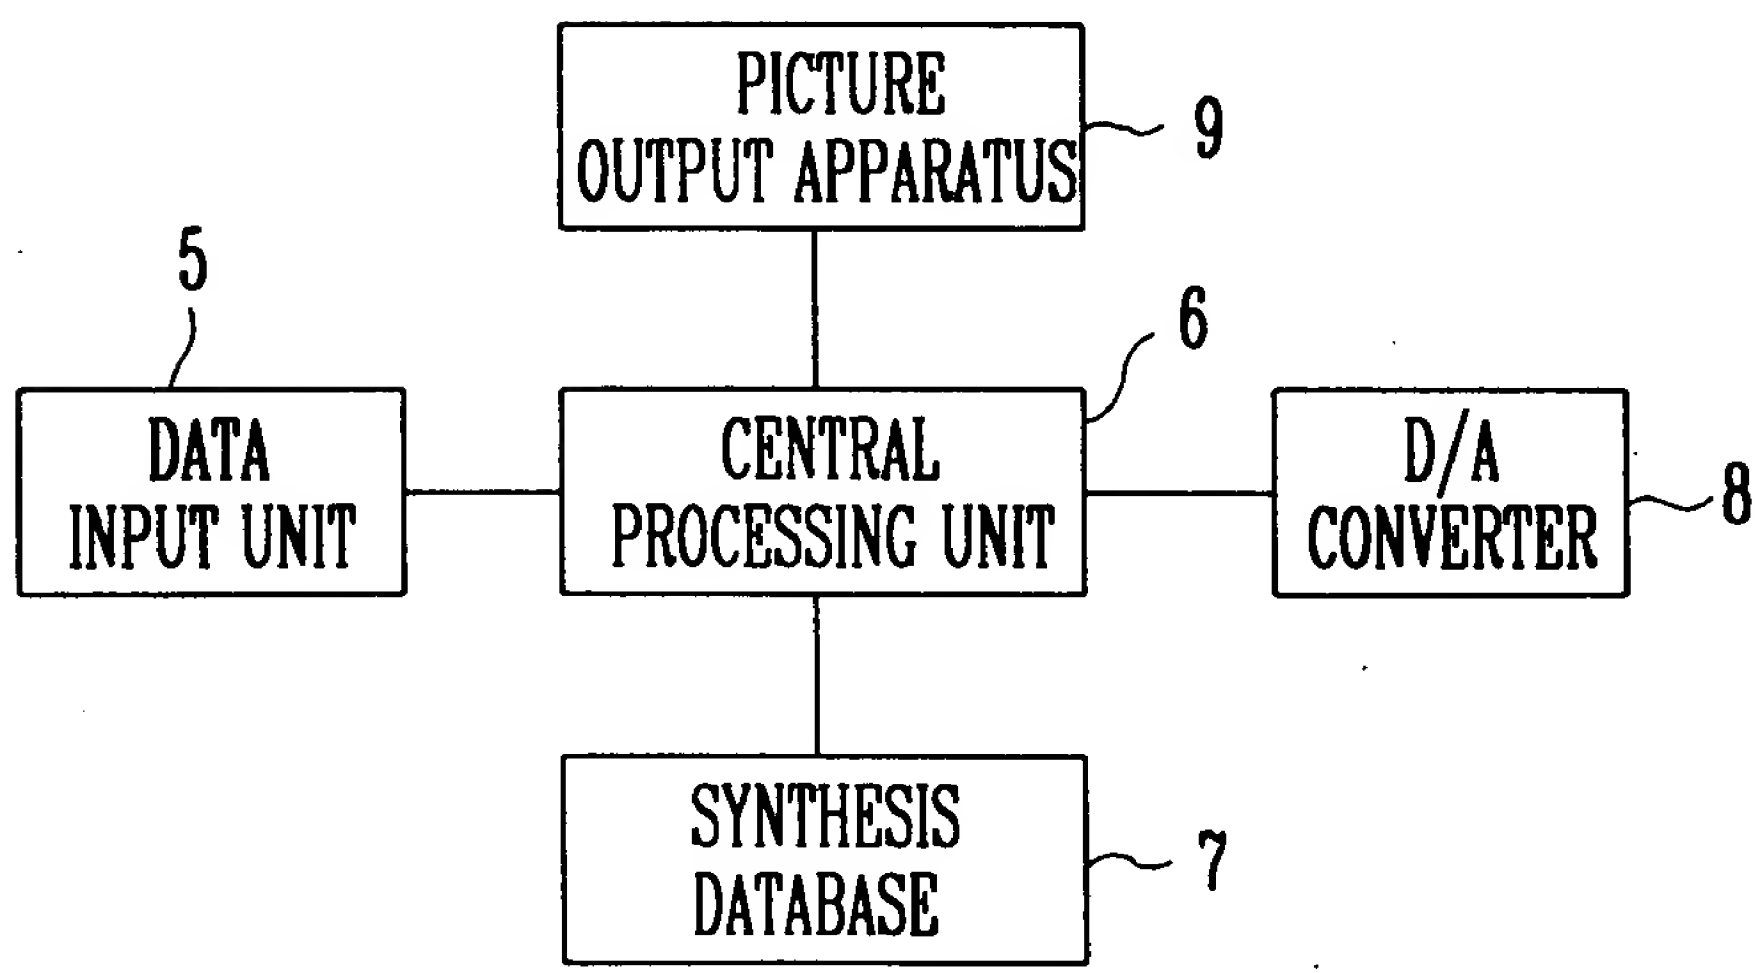 PICTURE
OUTPUT APPARATUS
9
5
6
DATA
INPUT UNIT
CENTRAL
PROCESSING UNIT
D/A
CONVERTER
8
SYNTHESIS
DATABASE
7